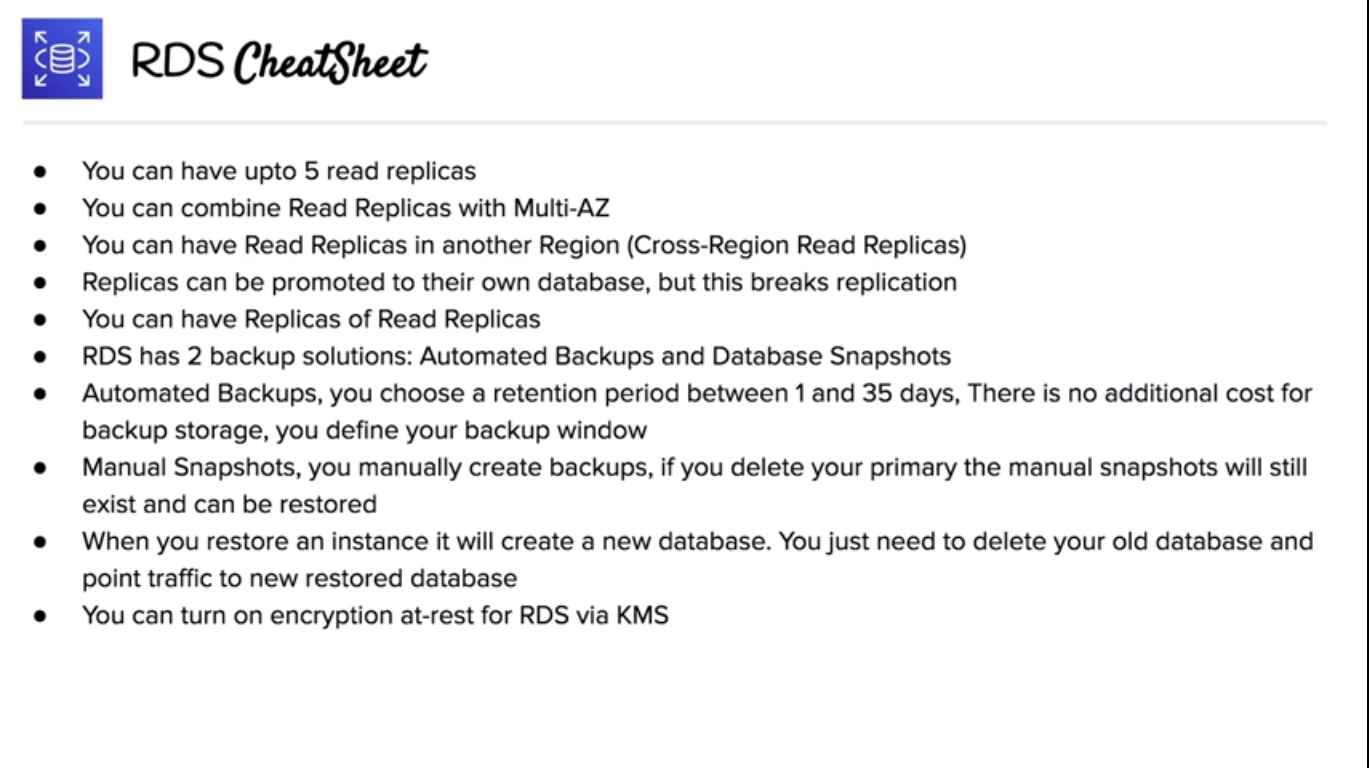 RDS CheatSheet
● You can have upto 5 read replicas
● You can combine Read Replicas with Multi-AZ
● You can have Read Replicas in another Region (Cross-Region Read Replicas)
● Replicas can be promoted to their own database, but this breaks replication
● You can have Replicas of Read Replicas
● RDS has 2 backup solutions: Automated Backups and Database Snapshots
● Automated Backups, you choose a retention period between 1 and 35 days, There is no additional cost for
backup storage, you define your backup window
● Manual Snapshots, you manually create backups, if you delete your primary the manual snapshots will still
exist and can be restored
● When you restore an instance it will create a new database. You just need to delete your old database and
point traffic to new restored database
● You can turn on encryption at-rest for RDS via KMS